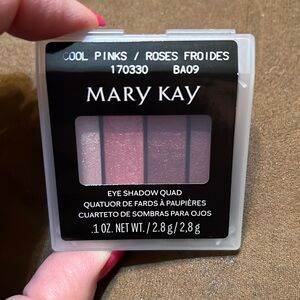 COOL PINKS / ROSES FROIDES
170330 BA09
MARY KAY
EYE SHADOW QUAD
QUATUOR DE FARDS À PAUPIÈRES
CUARTETO DE SOMBRAS PARA OJOS
.1 OZ. NET WT. / 2.8 g / 2,8 g